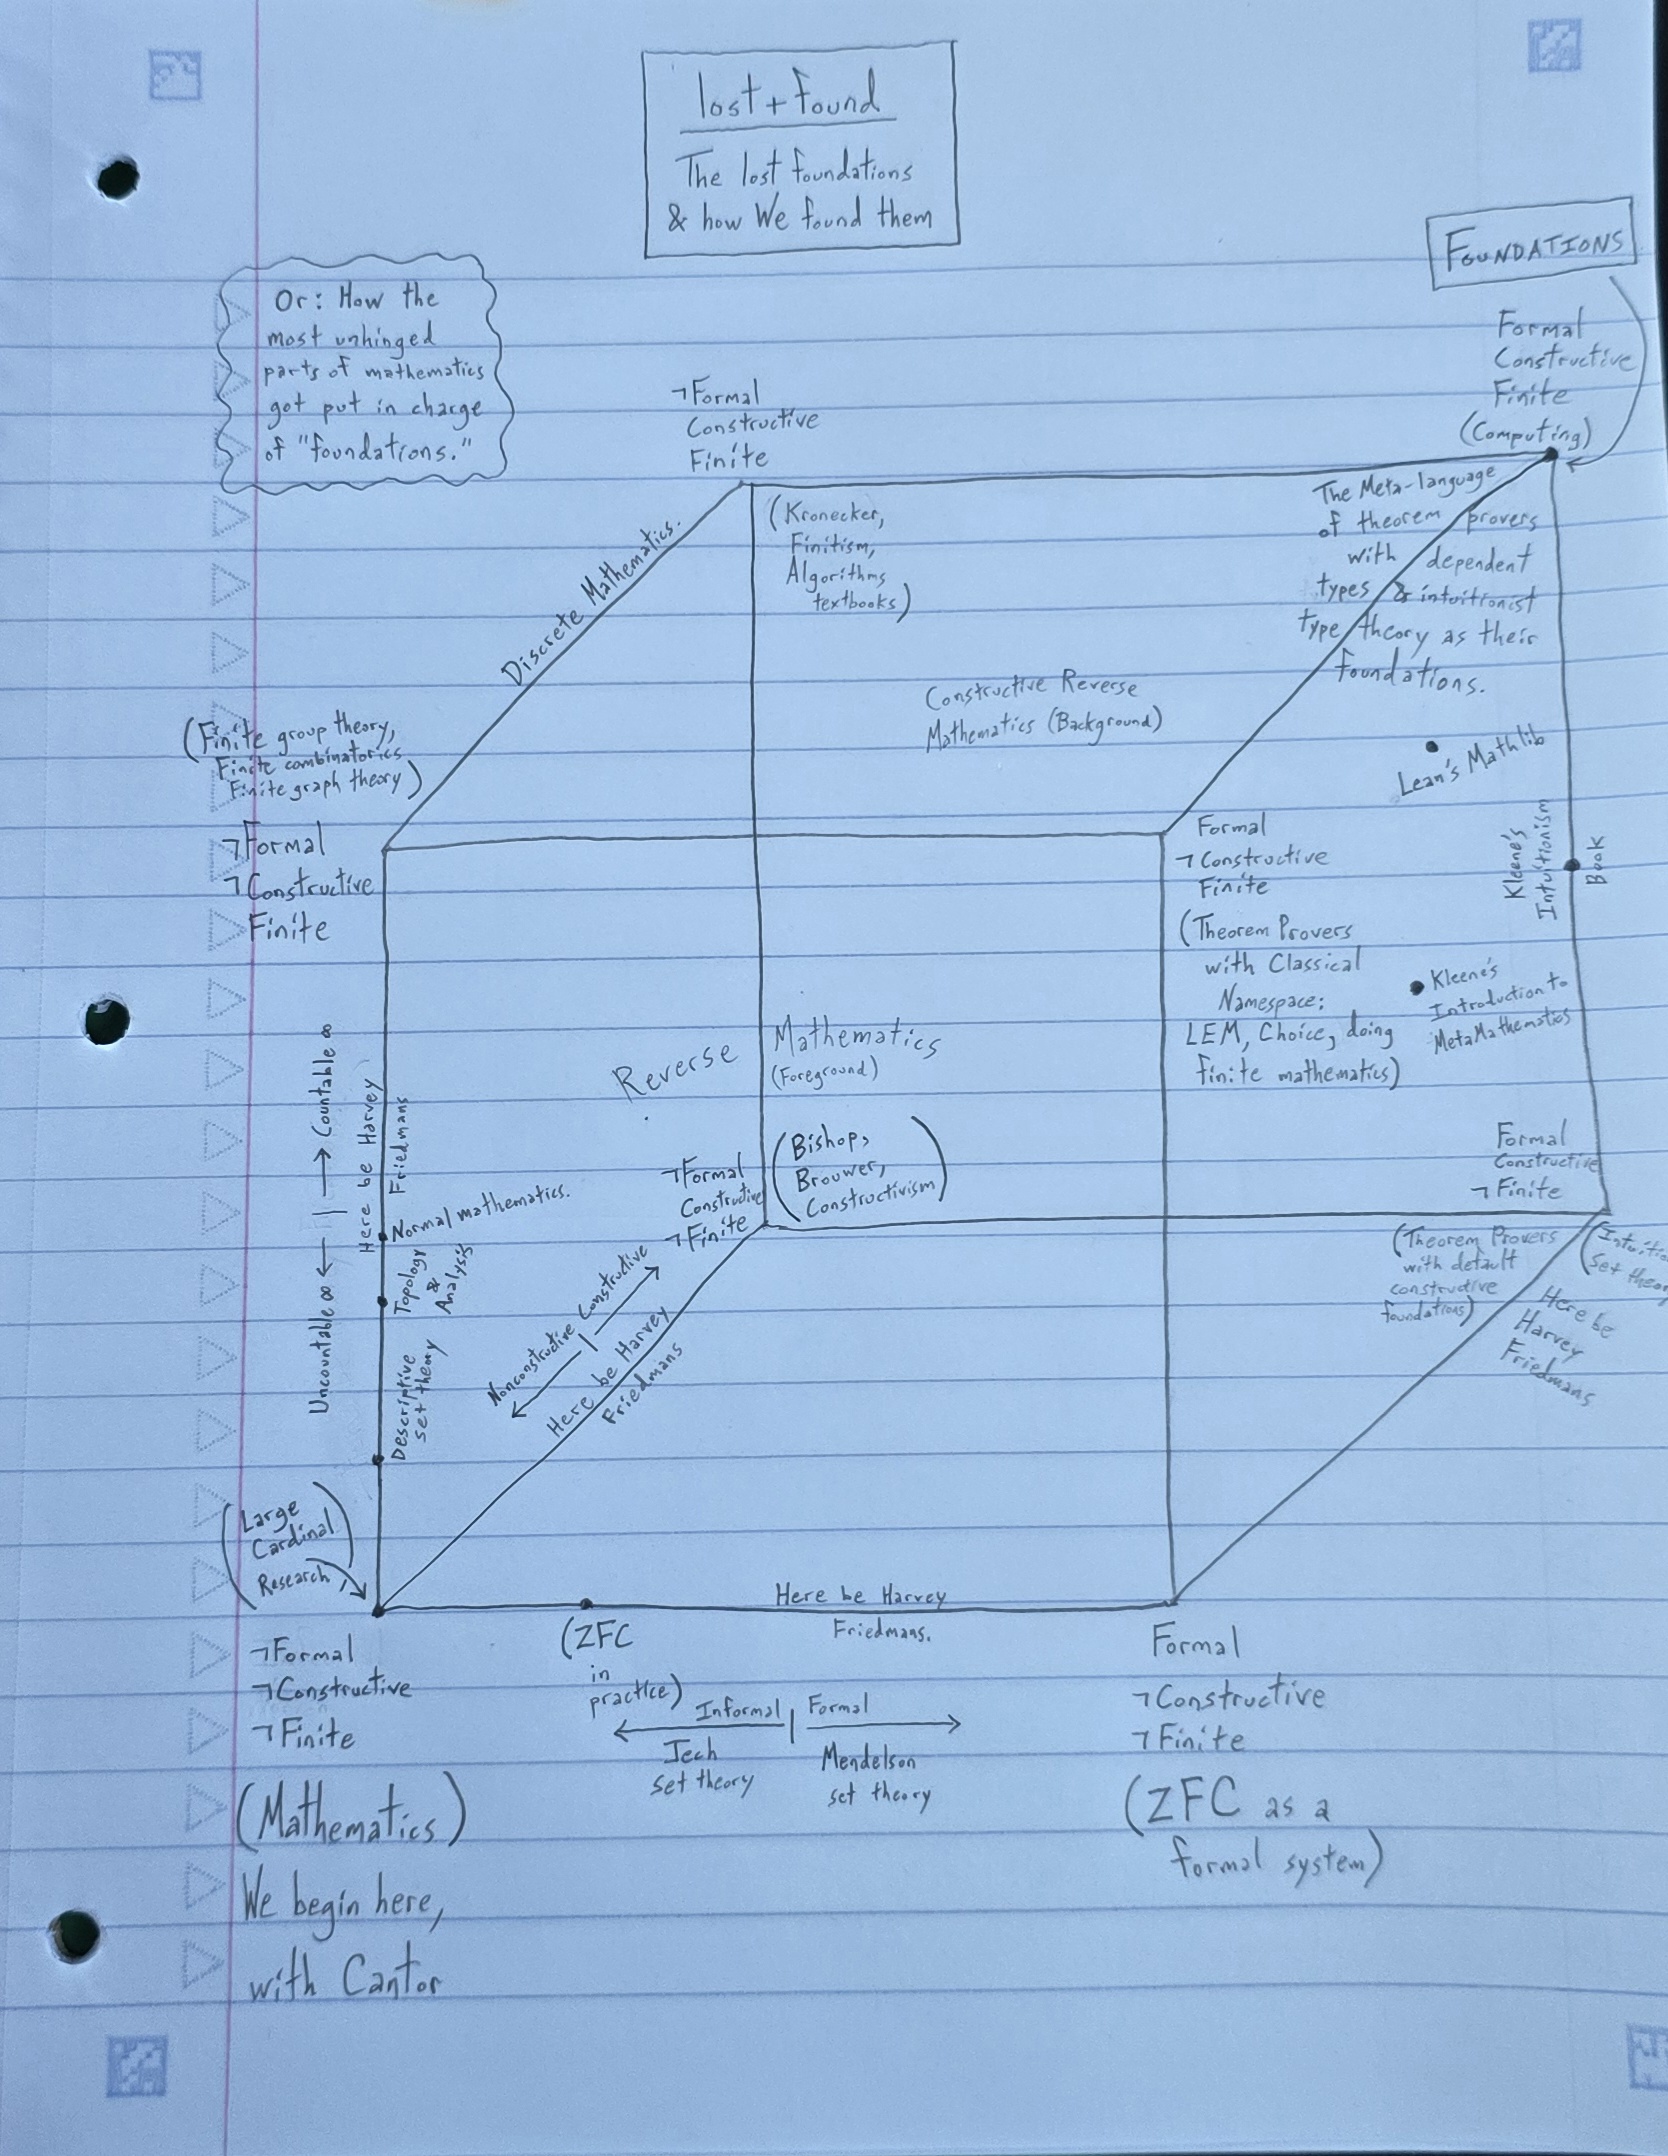 lost+found
The lost foundations
& how We found them
FOUNDATIONS
Or: How the
most unhinged
parts of mathematics
got put in charge
of "foundations."
¬Formal
Constructive
Finite
(Kronecker,
Finitism,
Algorithms
textbooks)
Formal
Constructive
Finite
(Computing)
The Meta-language
of theorem provers
with dependent
types & intuitionist
type theory as their
foundations.
Discrete Mathematics.
Constructive Reverse
Mathematics (Background)
Lean's Mathlib
(Finite group theory,
Finite combinatorics
Finite graph theory)
¬Formal
¬Constructive
Finite
Formal
¬Constructive
Finite
(Theorem Provers
with Classical
Namespace:
LEM, Choice, doing
finite mathematics)
Kleene's
Intuitionism
Book
Kleene's
Introduction to
MetaMathematics
Reverse Mathematics
(Foreground)
Uncountable ∞ ← || → Countable ∞
Here be Harvey
Friedmans
Normal mathematics.
Topology
&
Analysis
Descriptive
set theory
¬Formal
Constructive
¬Finite
(Bishop,
Brouwer,
Constructivism)
Nonconstructive | Constructive
Here be Harvey
Friedmans
Formal
Constructive
¬Finite
(Theorem Provers
with default
constructive
foundations)
set
Here be
Harvey
Friedmans
(Large
Cardinal
Research)
Here be Harvey
Friedmans.
¬Formal
¬Constructive
¬Finite
(Mathematics)
We begin here,
with Cantor
(ZFC
in
practice)
Informal | Formal
Jech
set theory
Mendelson
set theory
Formal
¬Constructive
¬Finite
(ZFC as a
formal system)